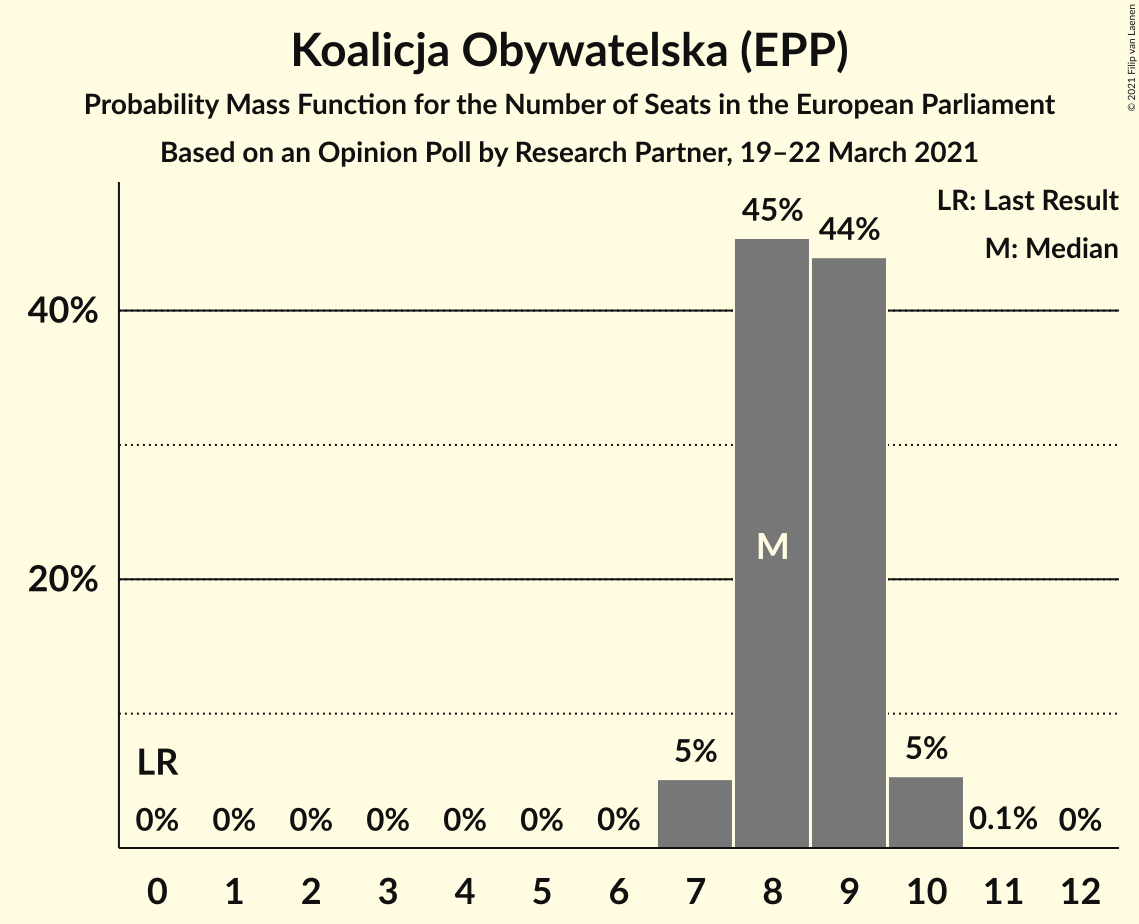 Koalicja Obywatelska (EPP)
Probability Mass Function for the Number of Seats in the European Parliament
Based on an Opinion Poll by Research Partner, 19–22 March 2021
© 2021 Filip van Laenen
LR: Last Result
M: Median
45%
44%
40%
M
20%
LR
5%
5%
0% 0% 0% 0% 0% 0% 0% 0.1% 0%
0 1 2 3 4 5 6 7 8 9 10 11 12